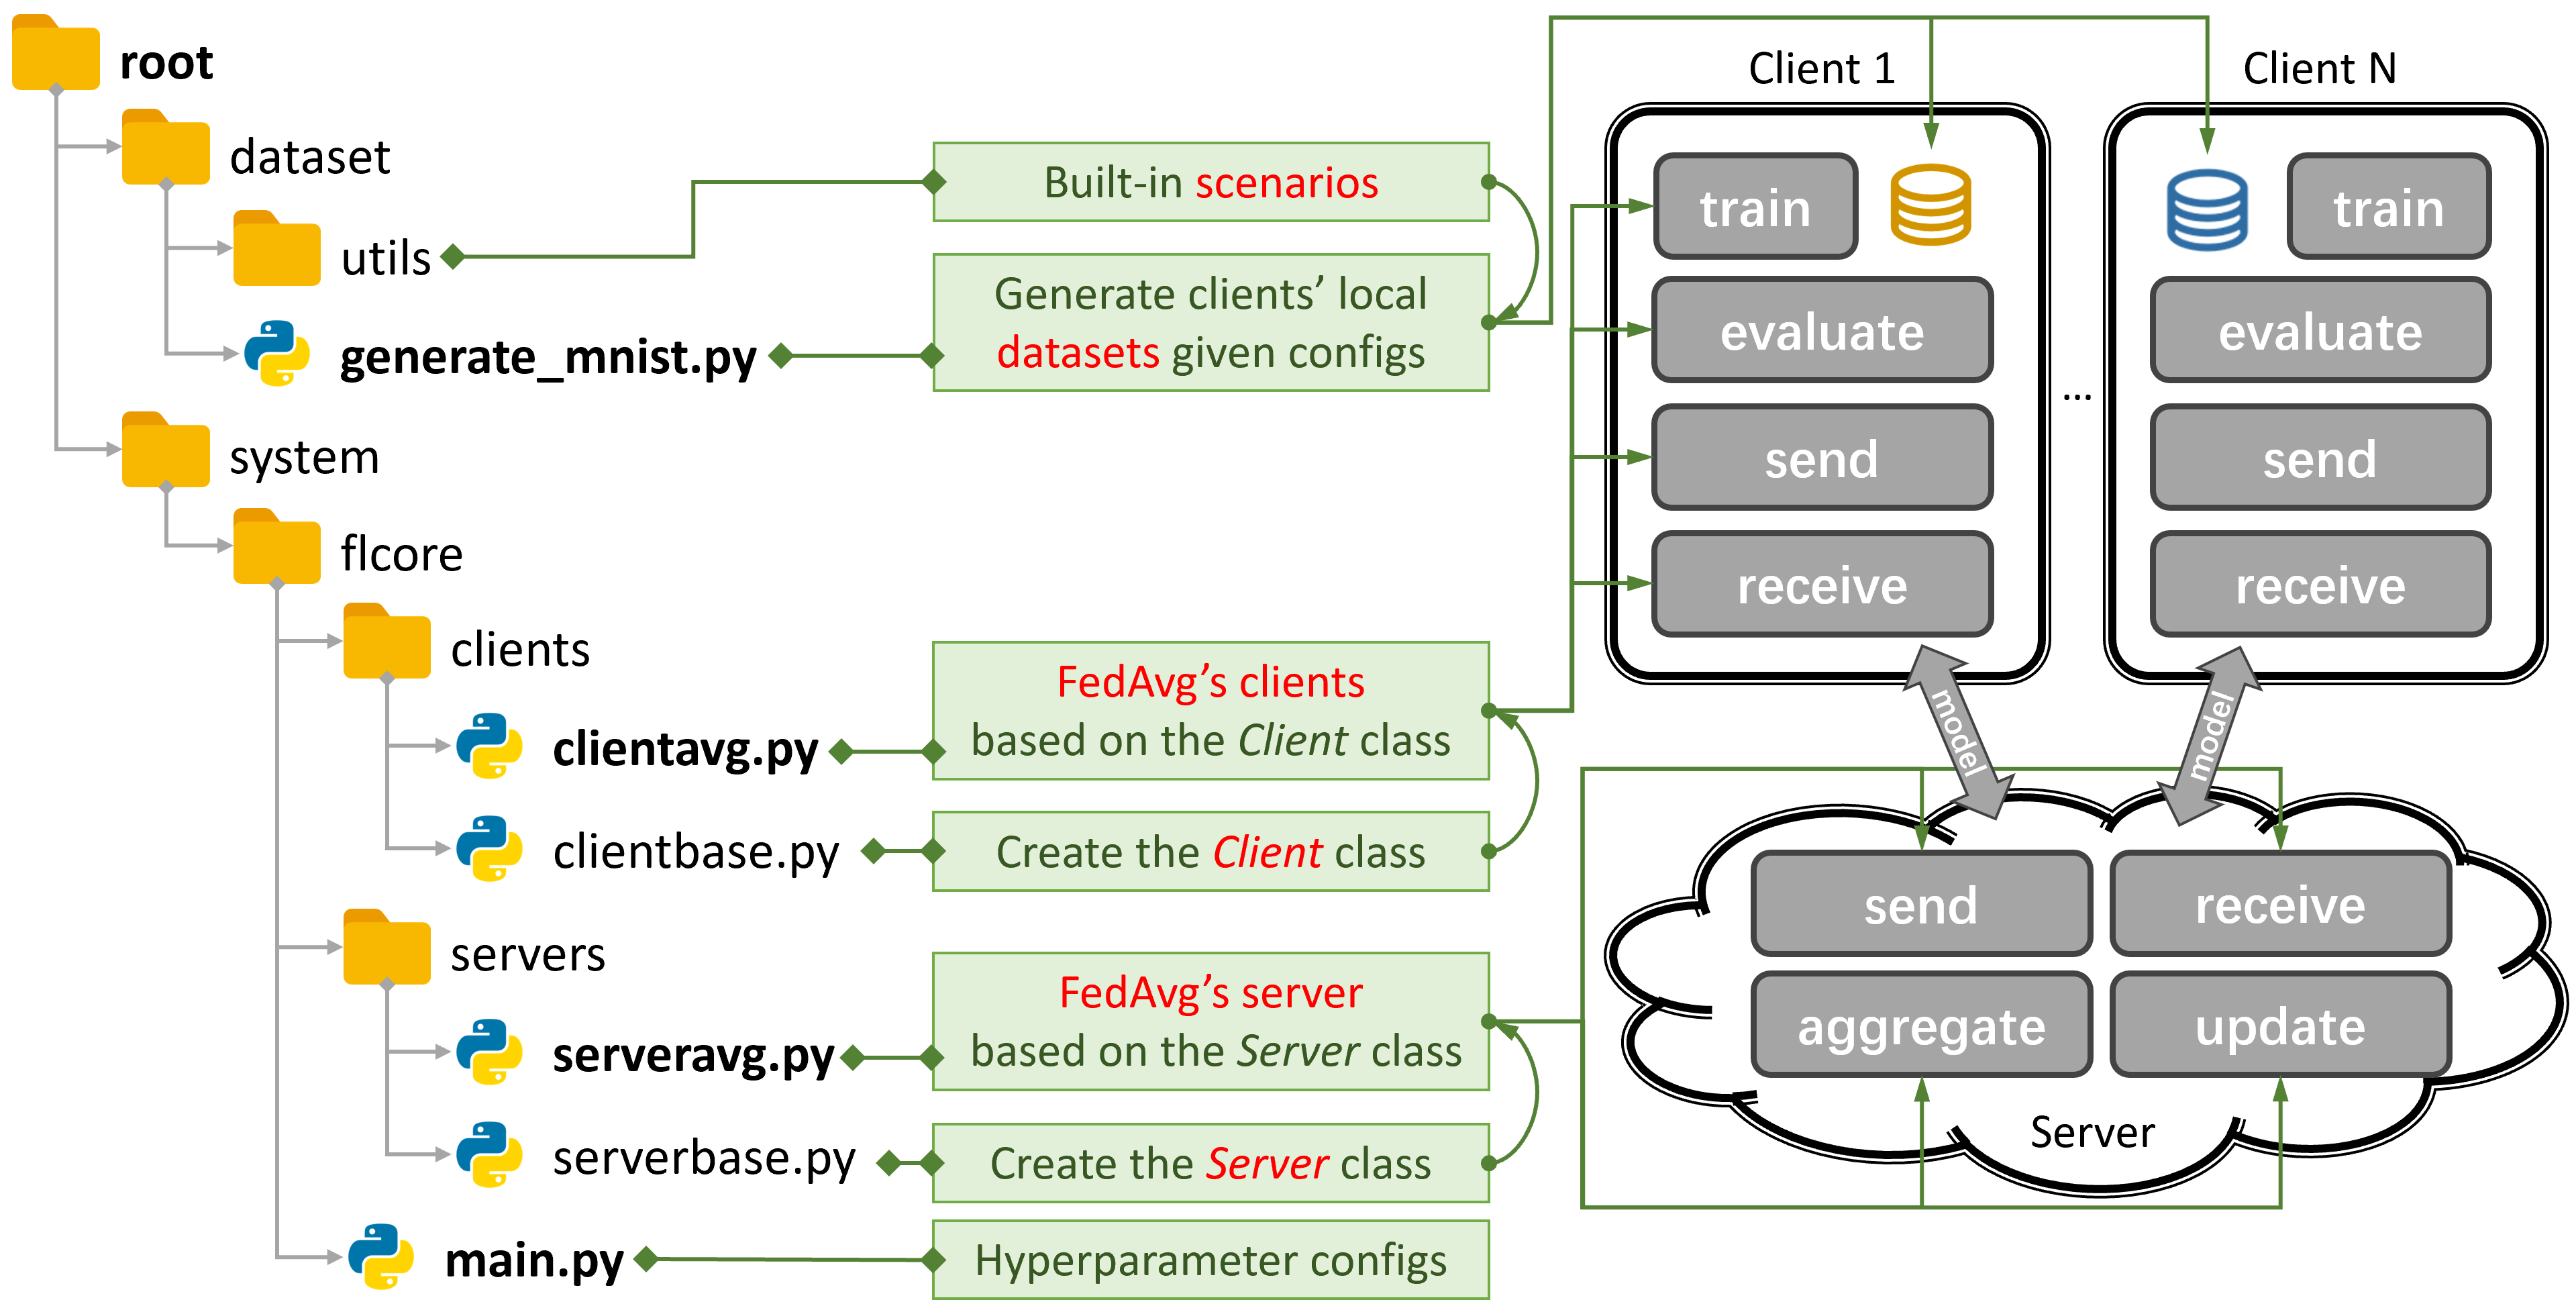 root
dataset
utils
generate_mnist.py
system
flcore
clients
clientavg.py
clientbase.py
servers
serveravg.py
serverbase.py
main.py
Built-in scenarios
Generate clients’ local
datasets given configs
FedAvg’s clients
based on the Client class
Create the Client class
FedAvg’s server
based on the Server class
Create the Server class
Hyperparameter configs
Client 1
train
evaluate
send
receive
...
Client N
train
evaluate
send
receive
model
model
send
receive
aggregate
update
Server